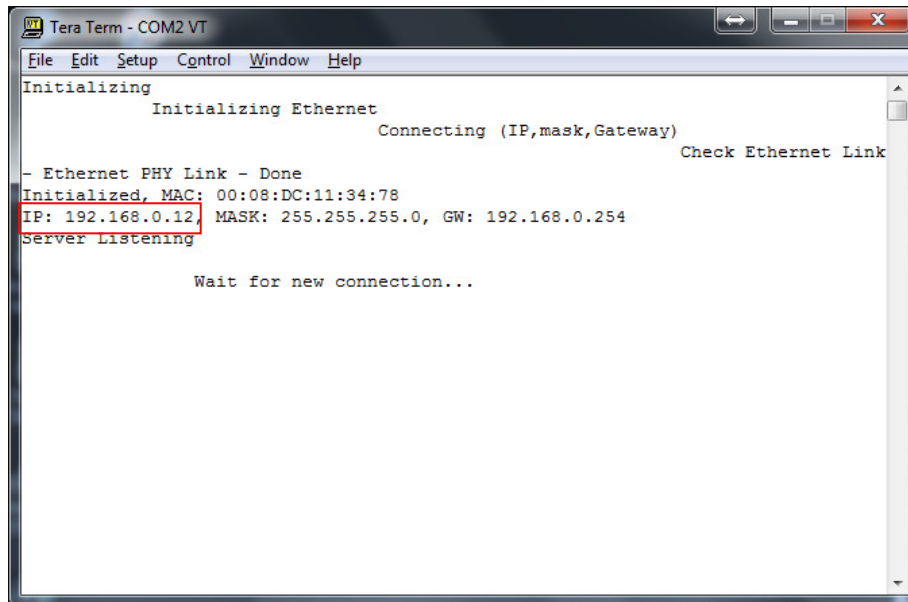 Tera Term - COM2 VT
File Edit Setup Control Window Help
Initializing
Initializing Ethernet
Connecting (IP,mask,Gateway)
Check Ethernet Link
- Ethernet PHY Link - Done
Initialized, MAC: 00:08:DC:11:34:78
IP: 192.168.0.12, MASK: 255.255.255.0, GW: 192.168.0.254
Server Listening
Wait for new connection...